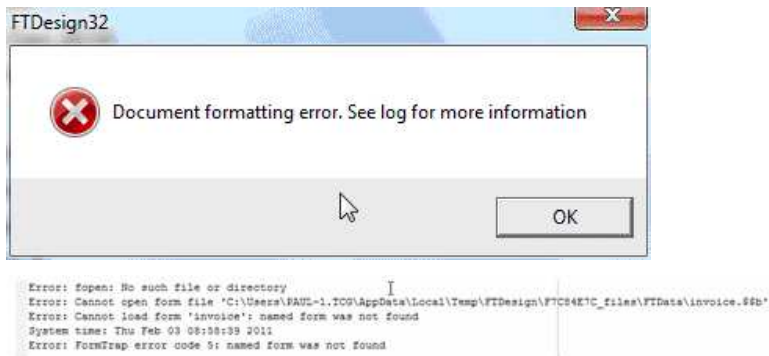 FTDesign32
Document formatting error. See log for more information
OK
Error: fopen: No such file or directory
Error: Cannot open form file "C:\Users\PAUL~1.TCG\AppData\Local\Temp\FTDesign\F7C84E7C_files\FTData\invoice.$$b"
Error: Cannot load form 'invoice': named form was not found
System time: Thu Feb 03 08:58:39 2011
Error: FormTrap error code 5: named form was not found